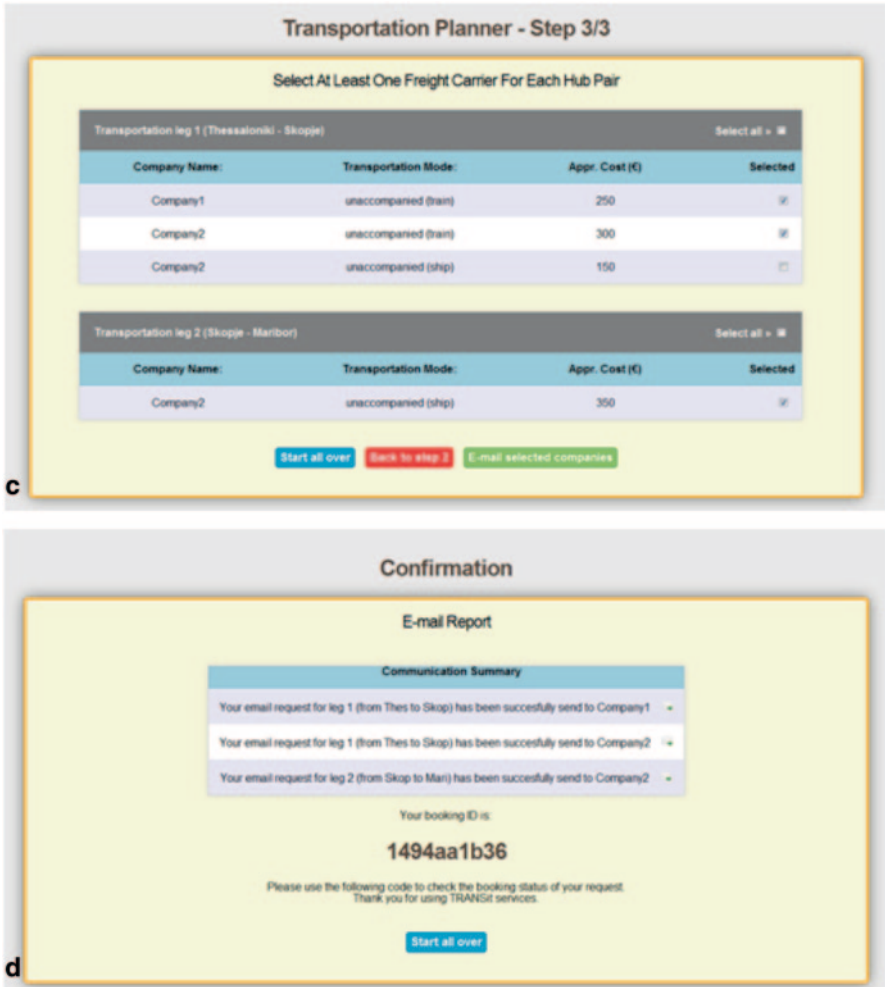 Transportation Planner - Step 3/3
Select At Least One Freight Carrier For Each Hub Pair
Transportation leg 1 (Thessaloniki - Skopje) Select all »
Company Name: Transportation Mode: Appr. Cost (€) Selected
Company1 unaccompanied (train) 250
Company2 unaccompanied (train) 300
Company2 unaccompanied (ship) 150
Transportation leg 2 (Skopje - Maribor) Select all »
Company Name: Transportation Mode: Appr. Cost (€) Selected
Company2 unaccompanied (ship) 350
Start all over Back to step 2 E-mail selected companies
c
Confirmation
E-mail Report
Communication Summary
Your email request for leg 1 (from Thes to Skop) has been succesfully send to Company1
Your email request for leg 1 (from Thes to Skop) has been succesfully send to Company2
Your email request for leg 2 (from Skop to Mari) has been succesfully send to Company2
Your booking ID is:
1494aa1b36
Please use the following code to check the booking status of your request.
Thank you for using TRANSit services.
Start all over
d